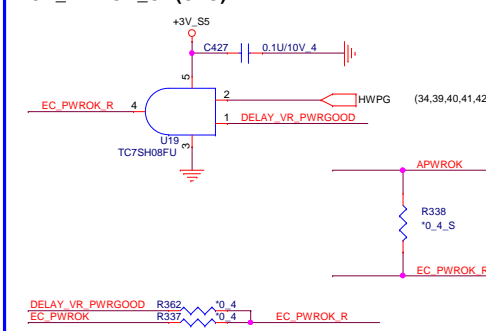 +3V_S5
C427 0.1U/10V_4
5
EC_PWROK_R 4
2 HWPG (34,39,40,41,42
1 DELAY_VR_PWRGOOD
U19
TC7SH08FU
3
APWROK
R338
*0_4_S
EC_PWROK_R
DELAY_VR_PWRGOOD R362 *0_4
EC_PWROK R337 *0_4 EC_PWROK_R